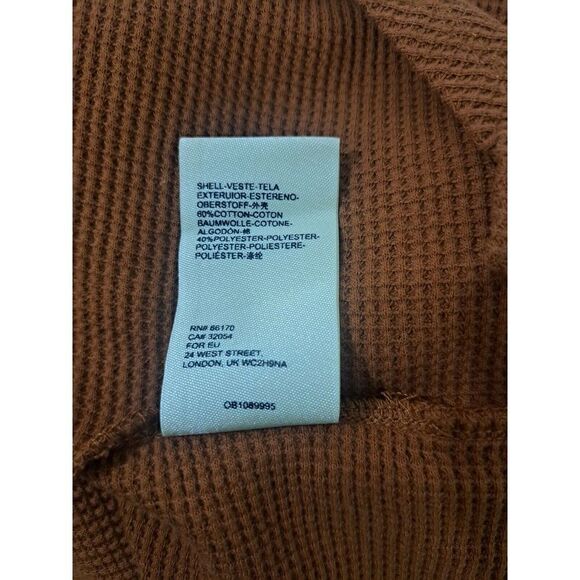 SHELL-VESTE-TELA
EXTERUIOR-ESTERENO-
OBERSTOFF-外壳
60%COTTON-COTON
BAUMWOLLE-COTONE-
ALGODÓN-棉
40%POLYESTER-POLYESTER-
POLYESTER-POLIESTERE-
POLIÉSTER-涤纶
RN# 66170
CA# 32054
FOR EU
24 WEST STREET,
LONDON, UK WC2H9NA
OB1089995